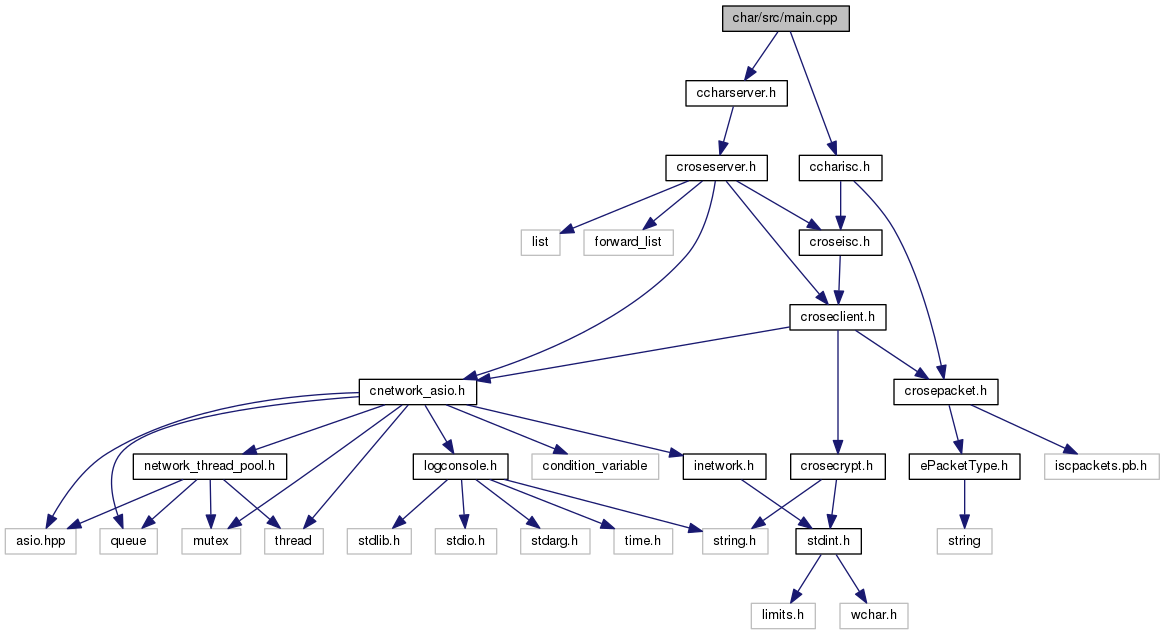 char/src/main.cpp
ccharserver.h
croseserver.h
ccharisc.h
list
forward_list
croseisc.h
croseclient.h
cnetwork_asio.h
crosepacket.h
network_thread_pool.h
logconsole.h
condition_variable
inetwork.h
crosecrypt.h
ePacketType.h
iscpackets.pb.h
asio.hpp
queue
mutex
thread
stdlib.h
stdio.h
stdarg.h
time.h
string.h
stdint.h
string
limits.h
wchar.h